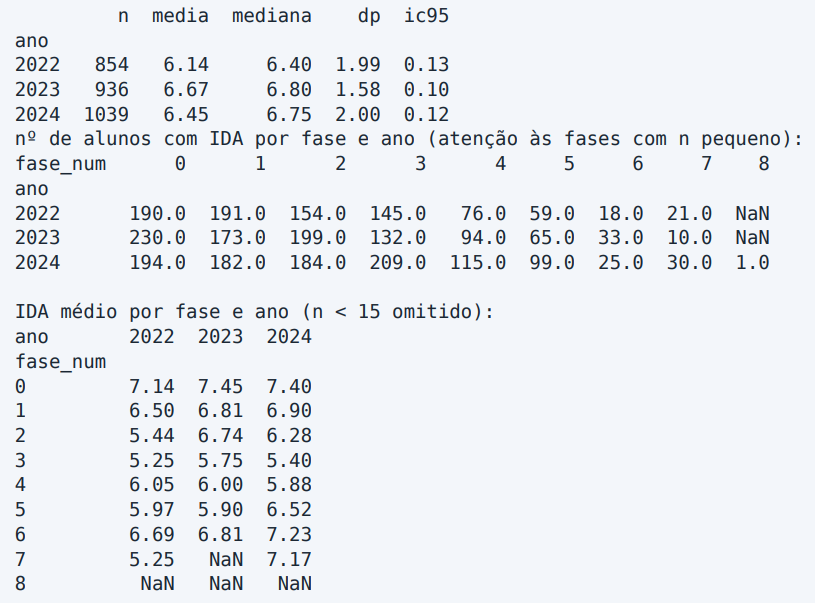 n media mediana dp ic95
ano
2022 854 6.14 6.40 1.99 0.13
2023 936 6.67 6.80 1.58 0.10
2024 1039 6.45 6.75 2.00 0.12
nº de alunos com IDA por fase e ano (atenção às fases com n pequeno):
fase_num 0 1 2 3 4 5 6 7 8
ano
2022 190.0 191.0 154.0 145.0 76.0 59.0 18.0 21.0 NaN
2023 230.0 173.0 199.0 132.0 94.0 65.0 33.0 10.0 NaN
2024 194.0 182.0 184.0 209.0 115.0 99.0 25.0 30.0 1.0
IDA médio por fase e ano (n < 15 omitido):
ano 2022 2023 2024
fase_num
0 7.14 7.45 7.40
1 6.50 6.81 6.90
2 5.44 6.74 6.28
3 5.25 5.75 5.40
4 6.05 6.00 5.88
5 5.97 5.90 6.52
6 6.69 6.81 7.23
7 5.25 NaN 7.17
8 NaN NaN NaN